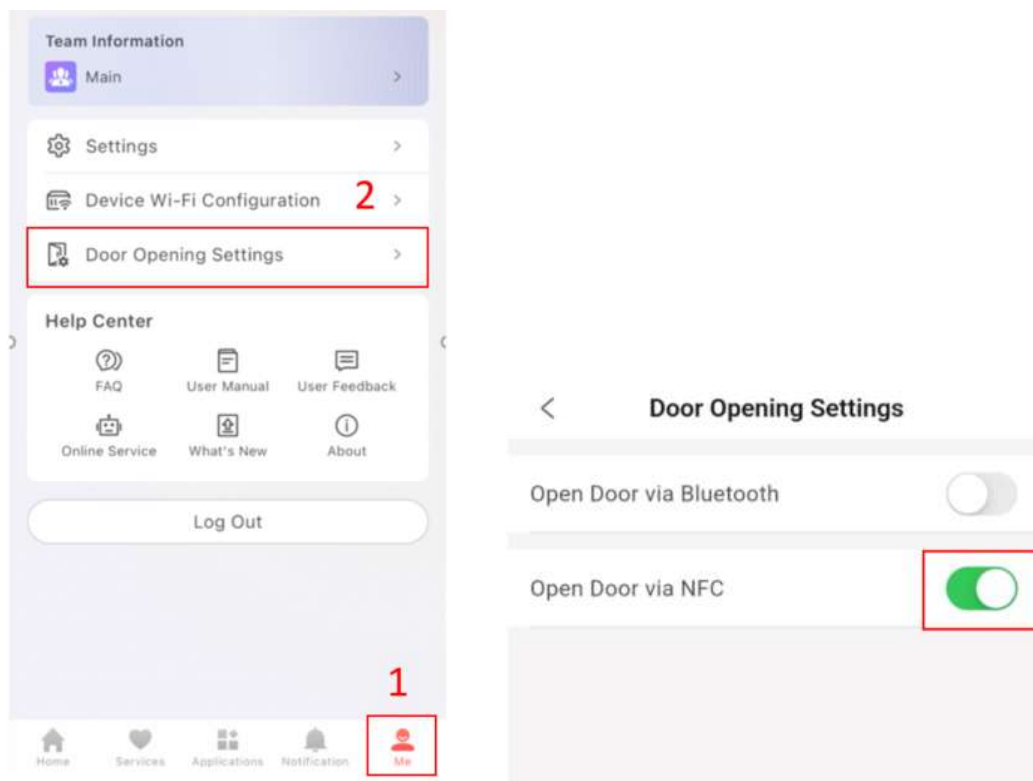 Team Information
Main
Settings
Device Wi-Fi Configuration
2
Door Opening Settings
Help Center
FAQ
User Manual
User Feedback
Online Service
What's New
About
Log Out
1
Home
Services
Applications
Notification
Me
Door Opening Settings
Open Door via Bluetooth
Open Door via NFC